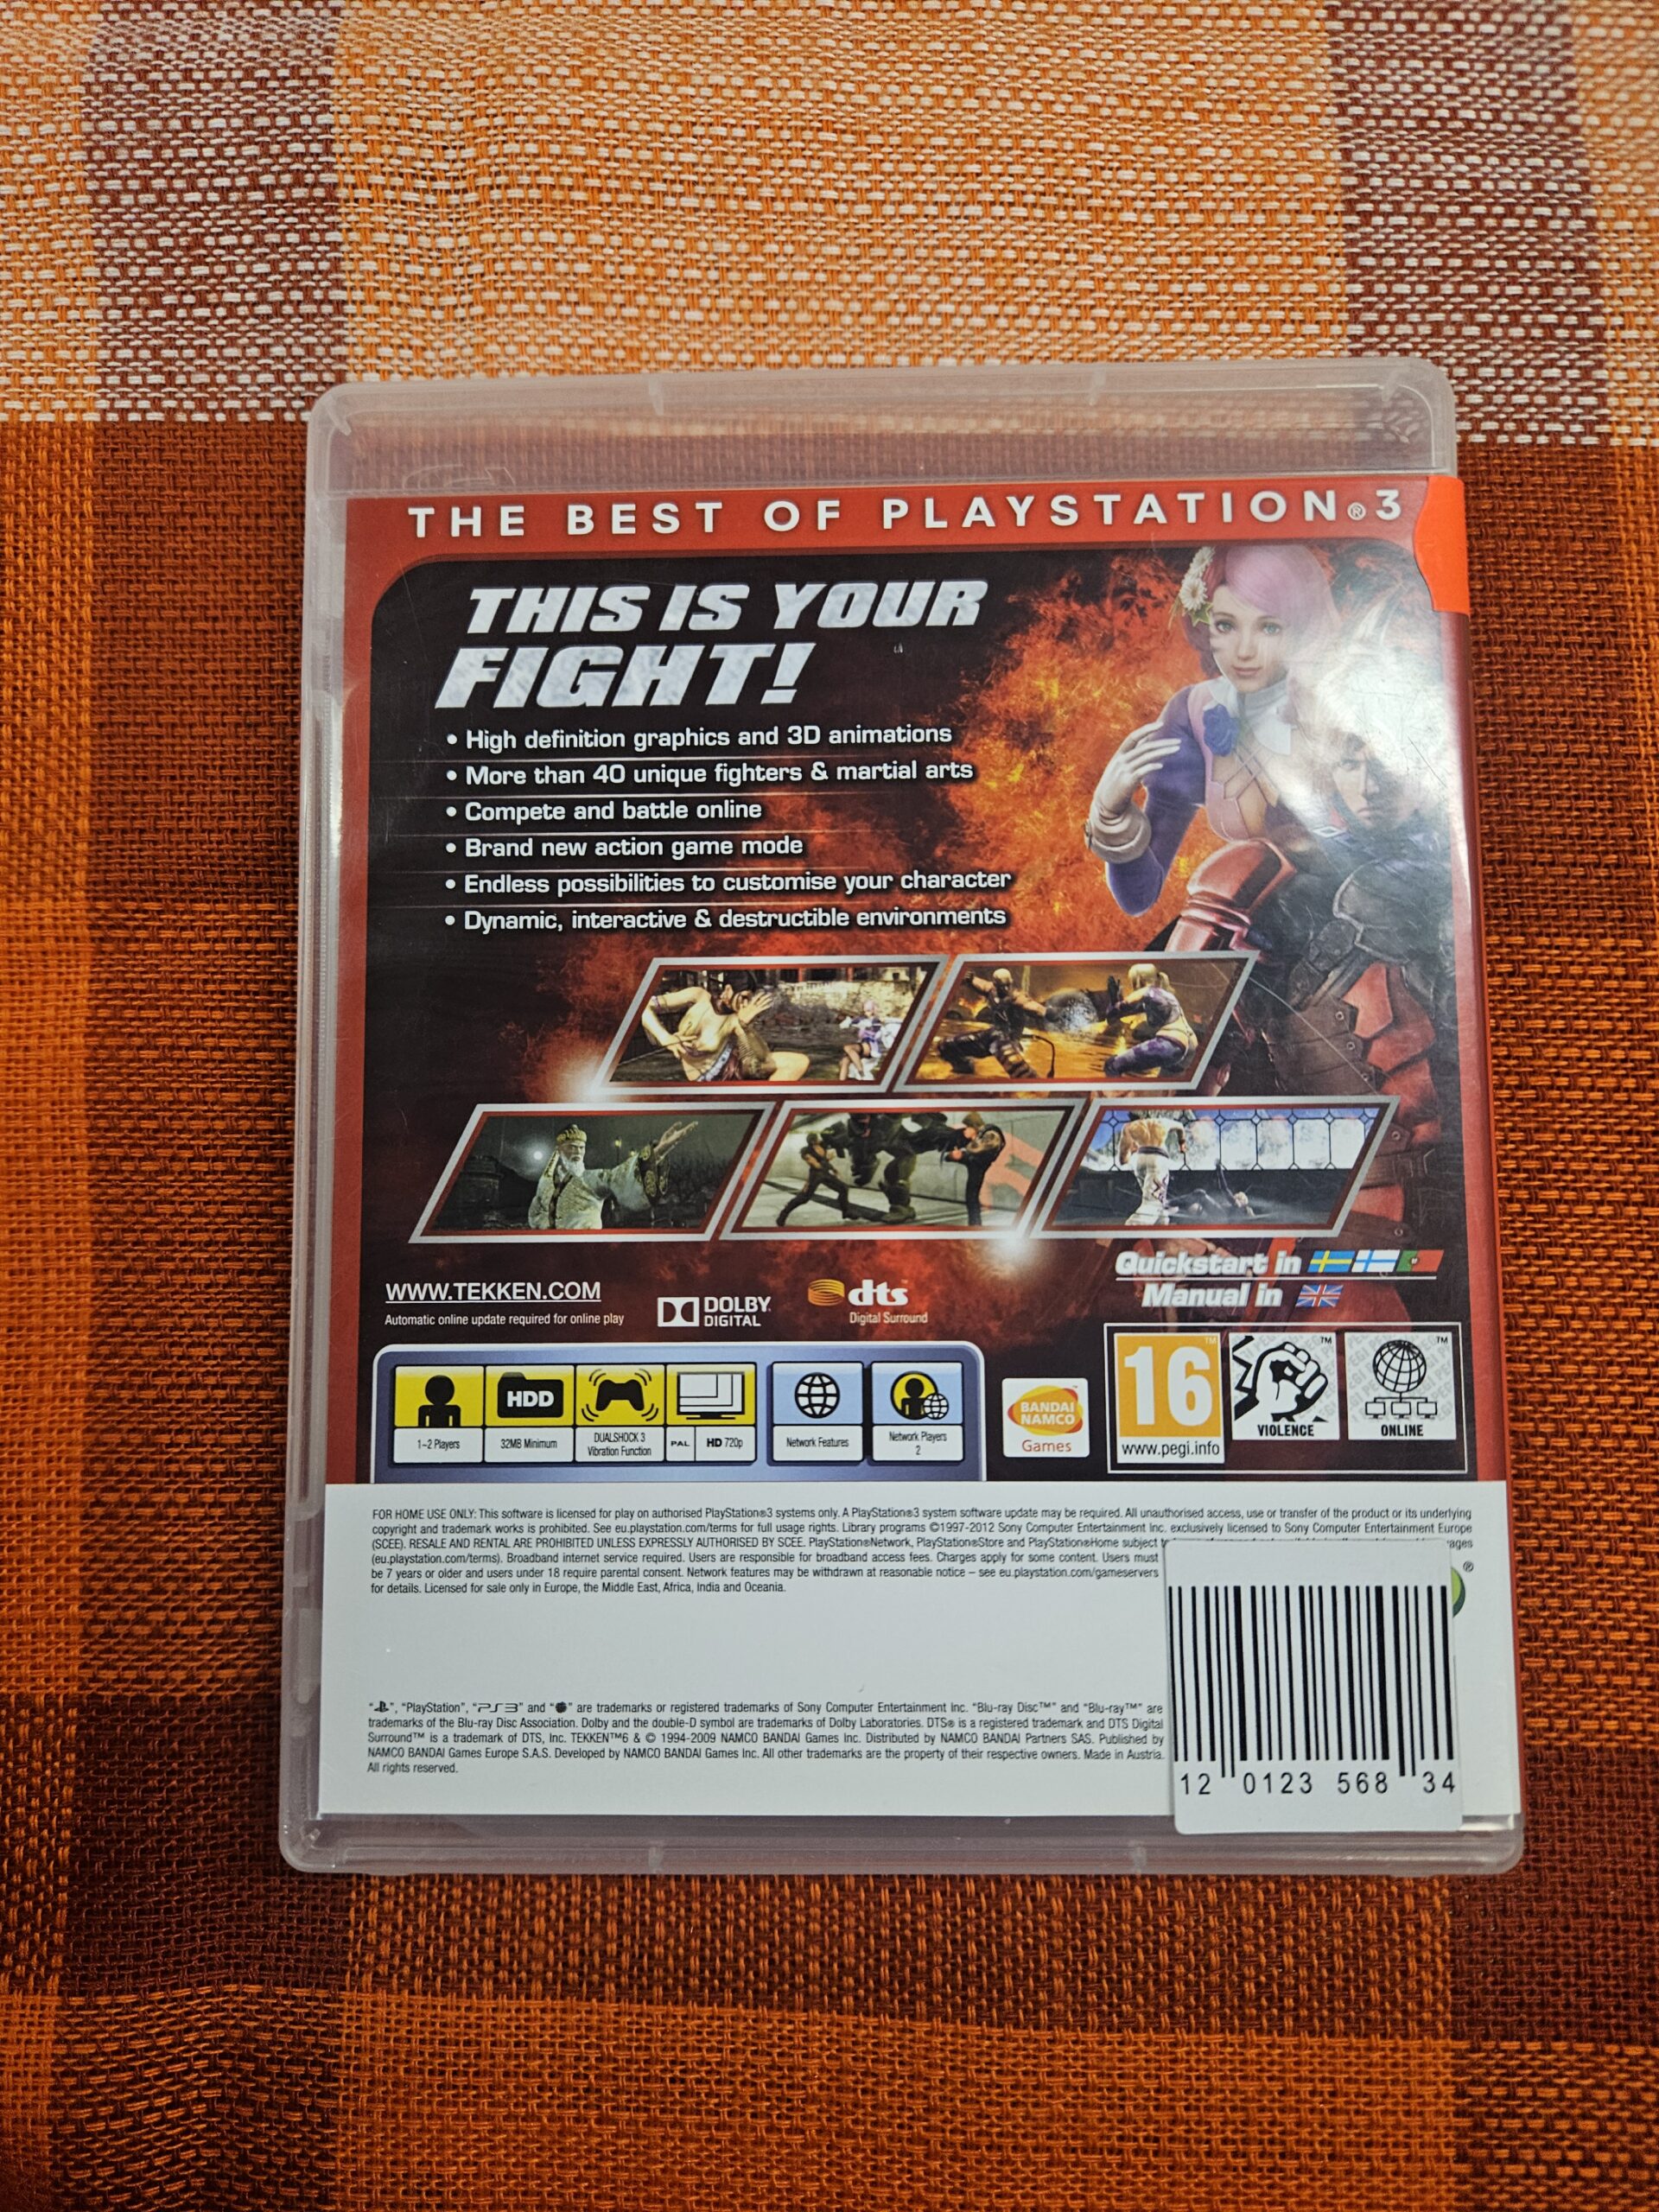 THE BEST OF PLAYSTATION®3
THIS IS YOUR
FIGHT!
• High definition graphics and 3D animations
• More than 40 unique fighters & martial arts
• Compete and battle online
• Brand new action game mode
• Endless possibilities to customise your character
• Dynamic, interactive & destructible environments
Quickstart in
Manual in
WWW.TEKKEN.COM
Automatic online update required for online play
DOLBY
DIGITAL
dts™
Digital Surround
HDD
1-2 Players
32MB Minimum
DUALSHOCK 3
Vibration Function
PAL
HD 720p
Network Features
Network Players
2
BANDAI
NAMCO
Games
16
www.pegi.info
VIOLENCE
ONLINE
FOR HOME USE ONLY: This software is licensed for play on authorised PlayStation®3 systems only. A PlayStation®3 system software update may be required. All unauthorised access, use or transfer of the product or its underlying
copyright and trademark works is prohibited. See eu.playstation.com/terms for full usage rights. Library programs ©1997-2012 Sony Computer Entertainment Inc. exclusively licensed to Sony Computer Entertainment Europe
(SCEE). RESALE AND RENTAL ARE PROHIBITED UNLESS EXPRESSLY AUTHORISED BY SCEE. PlayStation®Network, PlayStation®Store and PlayStation®Home subject
(eu.playstation.com/terms). Broadband internet service required. Users are responsible for broadband access fees. Charges apply for some content. Users must
be 7 years or older and users under 18 require parental consent. Network features may be withdrawn at reasonable notice – see eu.playstation.com/gameservers
for details. Licensed for sale only in Europe, the Middle East, Africa, India and Oceania.
"", "PlayStation", "PS3" and "" are trademarks or registered trademarks of Sony Computer Entertainment Inc. "Blu-ray Disc™" and "Blu-ray™" are
trademarks of the Blu-ray Disc Association. Dolby and the double-D symbol are trademarks of Dolby Laboratories. DTS® is a registered trademark and DTS Digital
Surround™ is a trademark of DTS, Inc. TEKKEN™6 & © 1994-2009 NAMCO BANDAI Games Inc. Distributed by NAMCO BANDAI Partners SAS. Published by
NAMCO BANDAI Games Europe S.A.S. Developed by NAMCO BANDAI Games Inc. All other trademarks are the property of their respective owners. Made in Austria.
All rights reserved.
12 0123 568 34